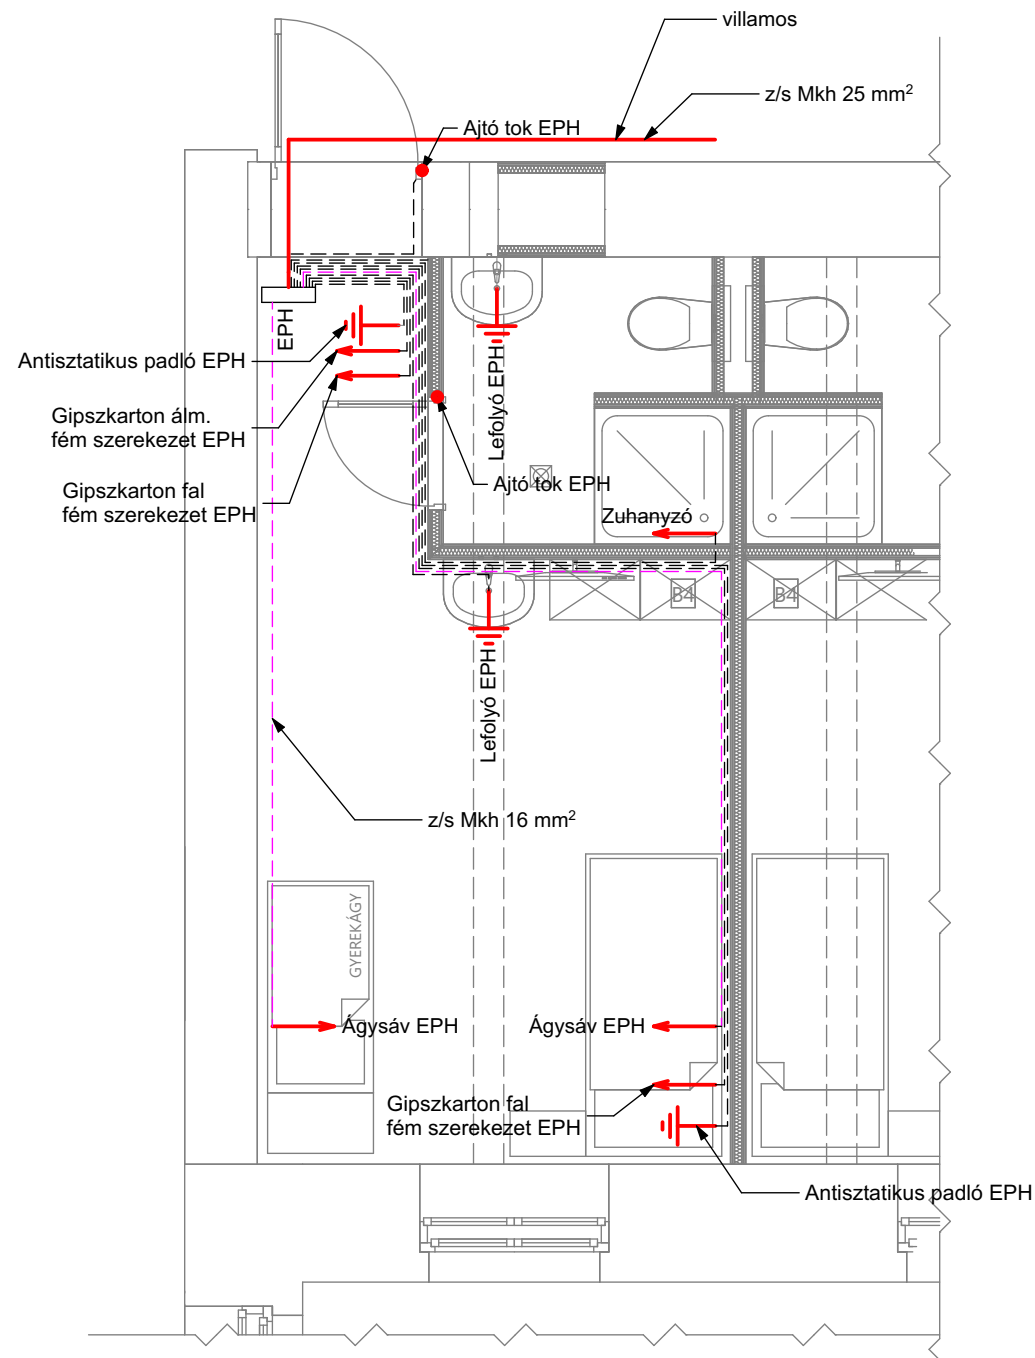 villamos
z/s Mkh 25 mm²
Ajtó tok EPH
EPH
Antisztatikus padló EPH
Lefolyó EPH
Gipszkarton álm.
fém szerekezet EPH
Ajtó tok EPH
Gipszkarton fal
fém szerekezet EPH
Zuhanyzó
B4
B4
Lefolyó EPH
z/s Mkh 16 mm²
GYEREKÁGY
Ágysáv EPH
Ágysáv EPH
Gipszkarton fal
fém szerekezet EPH
Antisztatikus padló EPH